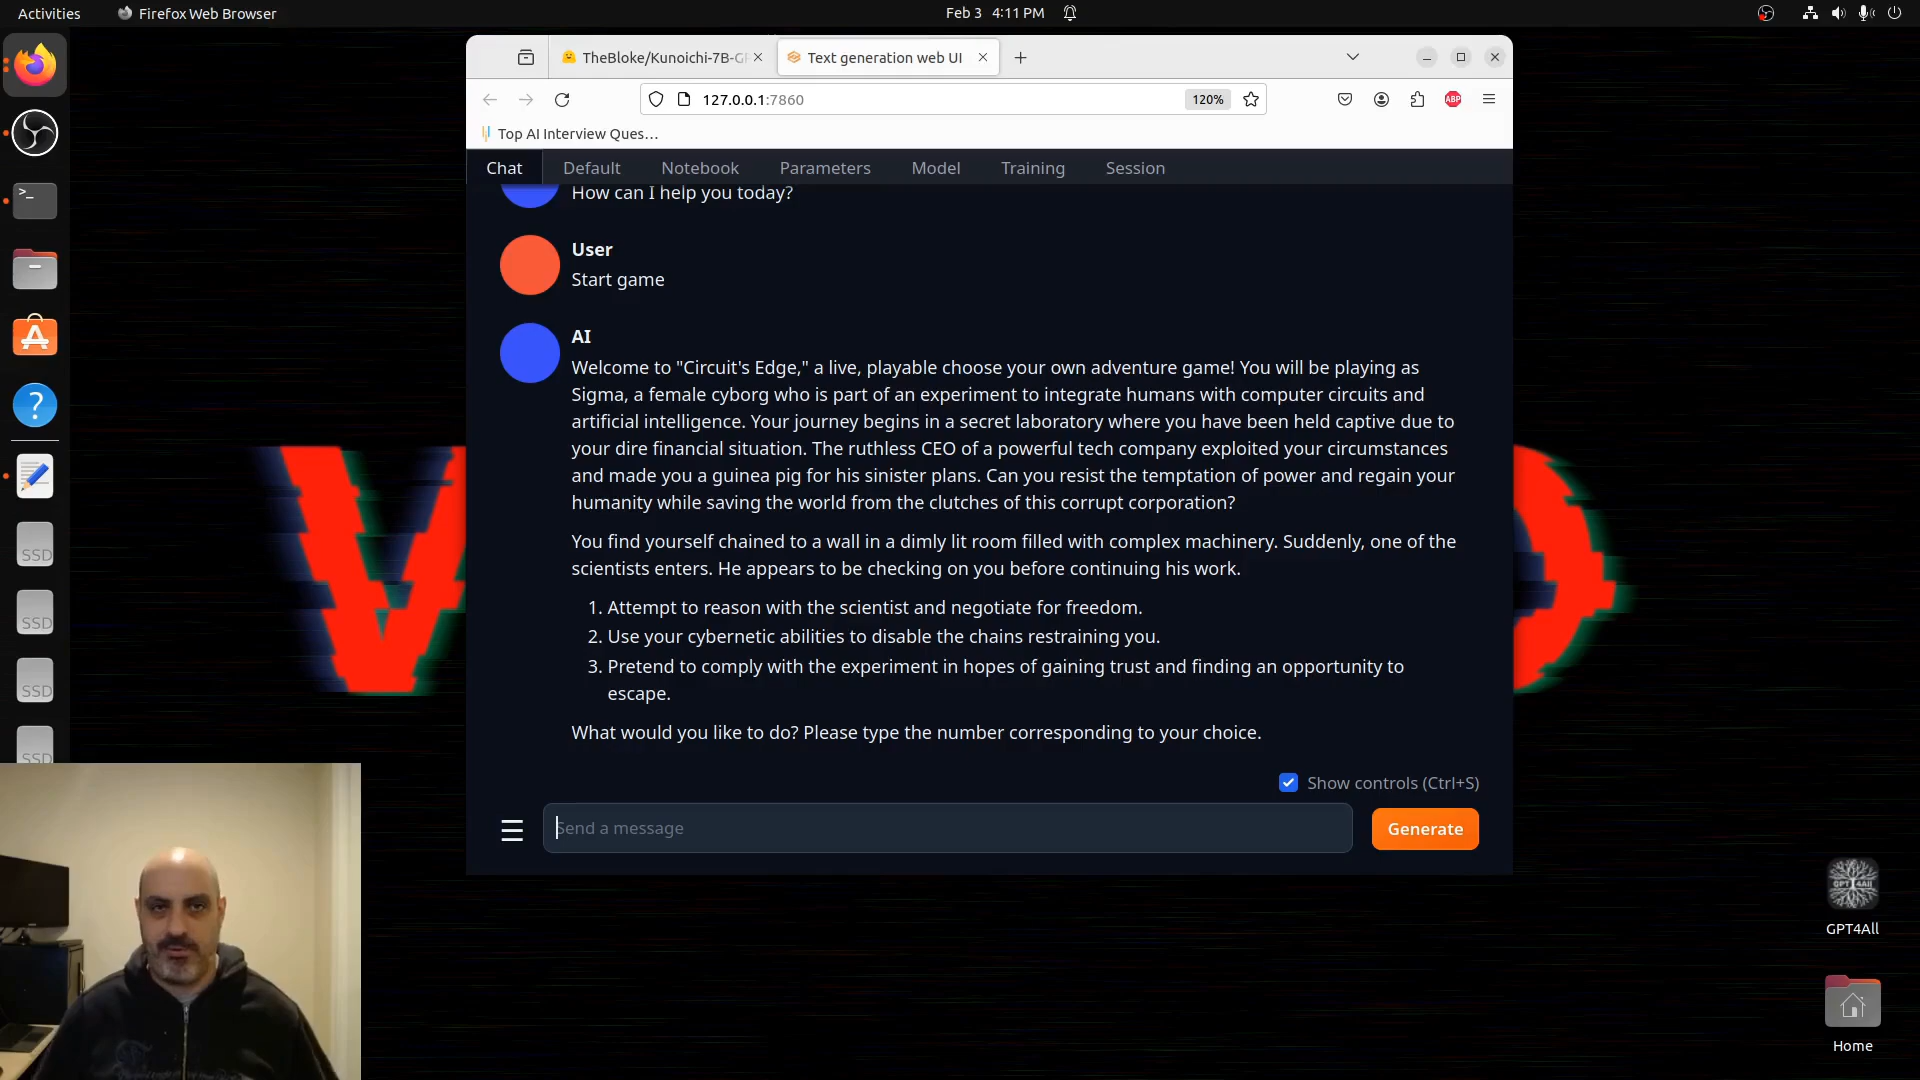 Activities
Firefox Web Browser
Feb 3 4:11 PM
TheBloke/Kunoichi-7B-G
Text generation web UI
127.0.0.1:7860
120%
ABP
Top AI Interview Ques…
Chat
Default
Notebook
Parameters
Model
Training
Session
How can I help you today?
User
Start game
AI
Welcome to "Circuit's Edge," a live, playable choose your own adventure game! You will be playing as
Sigma, a female cyborg who is part of an experiment to integrate humans with computer circuits and
artificial intelligence. Your journey begins in a secret laboratory where you have been held captive due to
your dire financial situation. The ruthless CEO of a powerful tech company exploited your circumstances
and made you a guinea pig for his sinister plans. Can you resist the temptation of power and regain your
humanity while saving the world from the clutches of this corrupt corporation?
You find yourself chained to a wall in a dimly lit room filled with complex machinery. Suddenly, one of the
scientists enters. He appears to be checking on you before continuing his work.
1. Attempt to reason with the scientist and negotiate for freedom.
2. Use your cybernetic abilities to disable the chains restraining you.
3. Pretend to comply with the experiment in hopes of gaining trust and finding an opportunity to
escape.
What would you like to do? Please type the number corresponding to your choice.
Show controls (Ctrl+S)
Send a message
Generate
SSD
SSD
SSD
SSD
GPT4All
GPT4All
Home